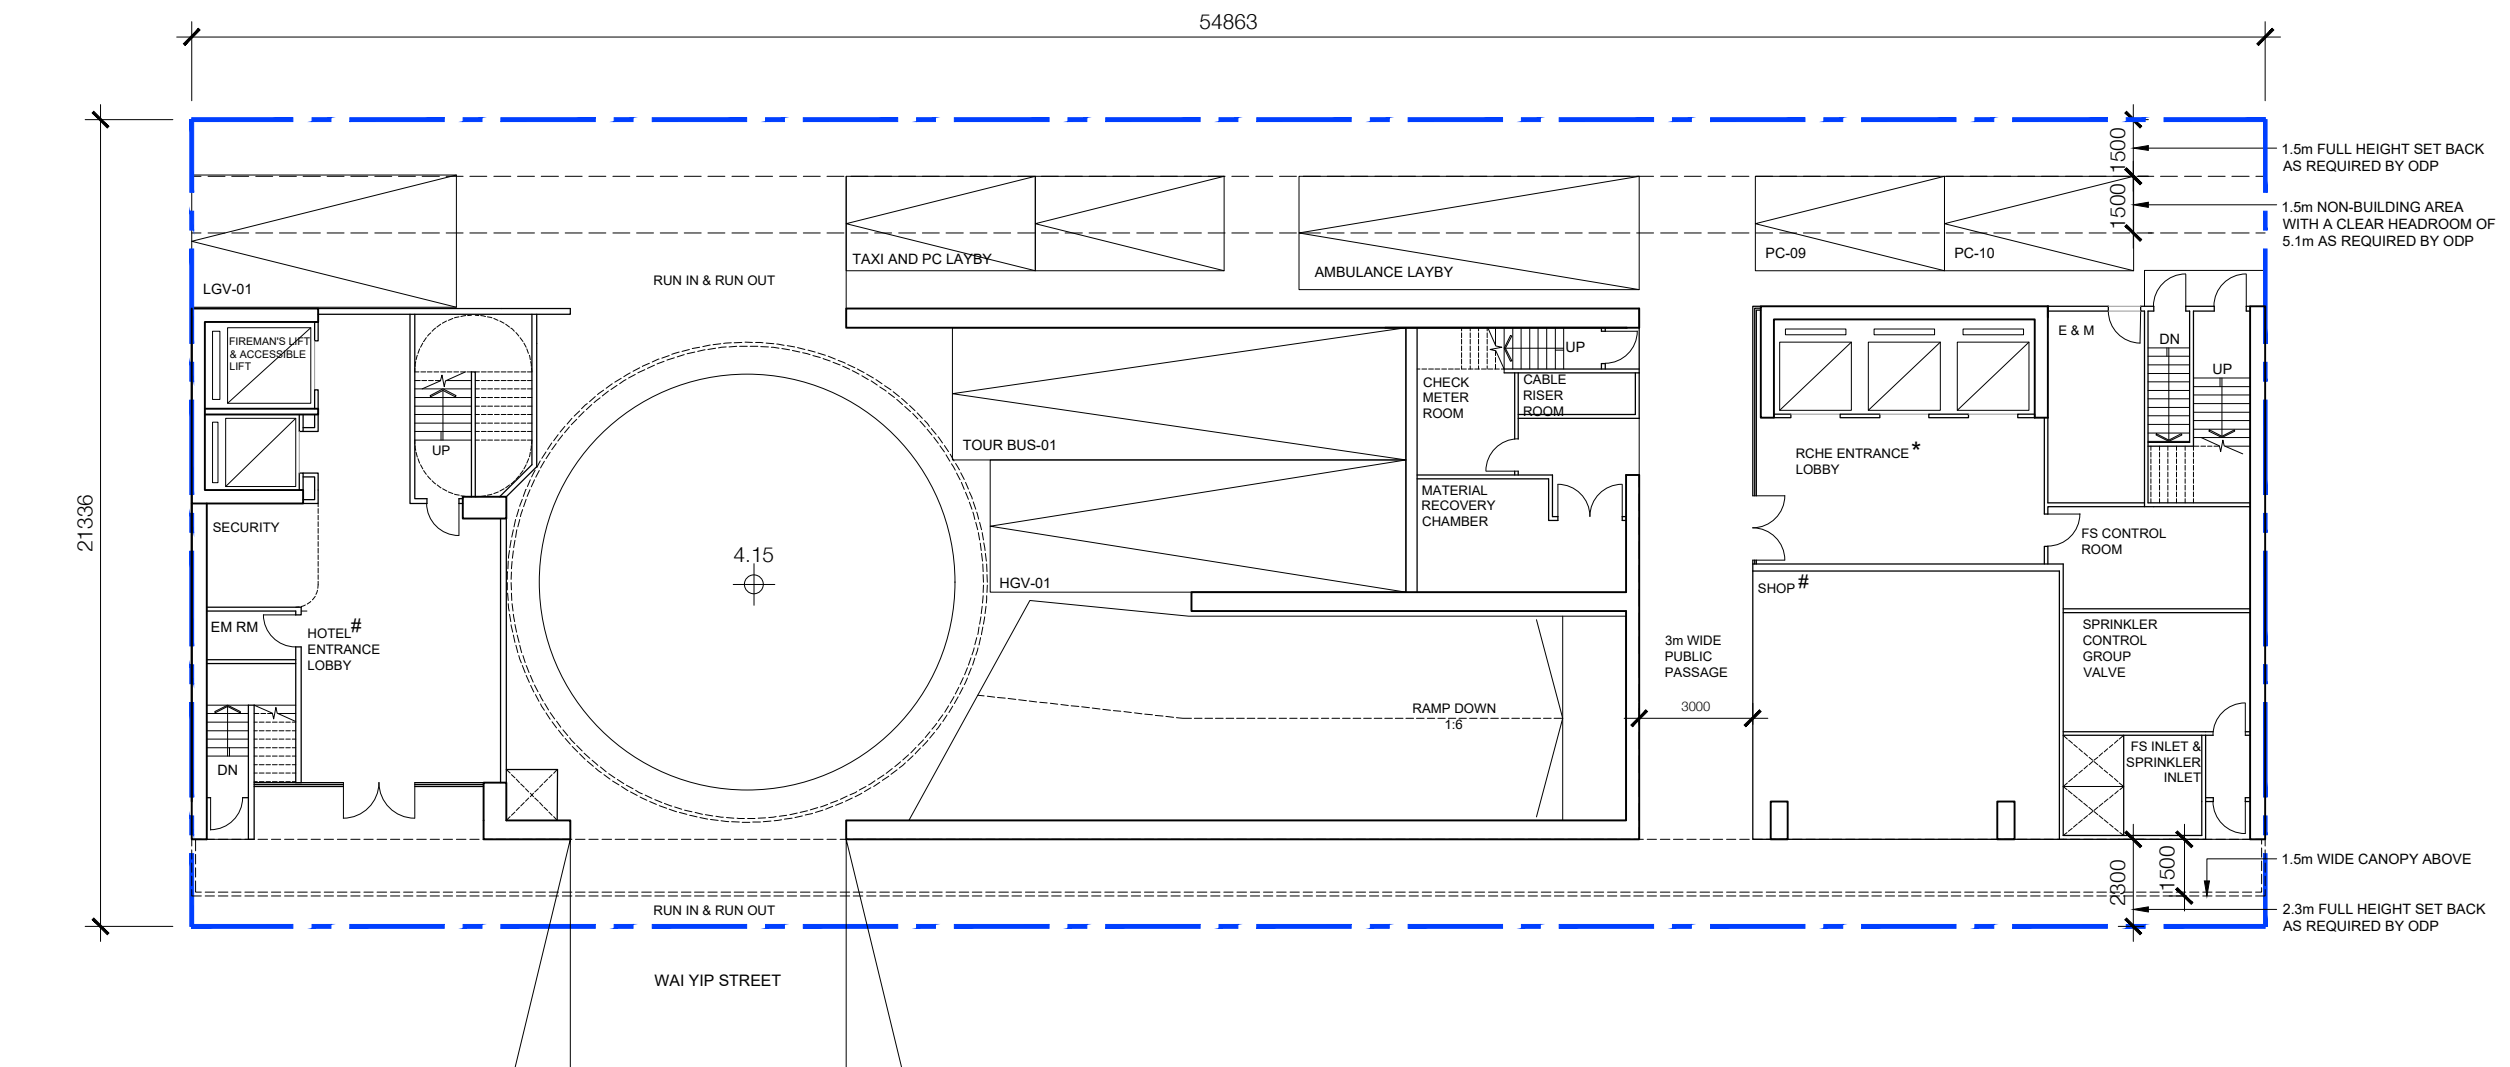 54863
1500
1.5m FULL HEIGHT SET BACK
AS REQUIRED BY ODP
1500
1.5m NON-BUILDING AREA
WITH A CLEAR HEADROOM OF
5.1m AS REQUIRED BY ODP
TAXI AND PC LAYBY
AMBULANCE LAYBY
PC-09
PC-10
LGV-01
RUN IN & RUN OUT
FIREMAN'S LIFT
& ACCESSIBLE
LIFT
UP
E & M
DN
UP
CHECK
METER
ROOM
CABLE
RISER
ROOM
TOUR BUS-01
UP
RCHE ENTRANCE*
LOBBY
MATERIAL
RECOVERY
CHAMBER
21336
SECURITY
4.15
HGV-01
SHOP#
FS CONTROL
ROOM
EM RM
HOTEL#
ENTRANCE
LOBBY
3m WIDE
PUBLIC
PASSAGE
SPRINKLER
CONTROL
GROUP
VALVE
RAMP DOWN
1:6
3000
DN
FS INLET &
SPRINKLER
INLET
2300
1500
1.5m WIDE CANOPY ABOVE
RUN IN & RUN OUT
2.3m FULL HEIGHT SET BACK
AS REQUIRED BY ODP
WAI YIP STREET